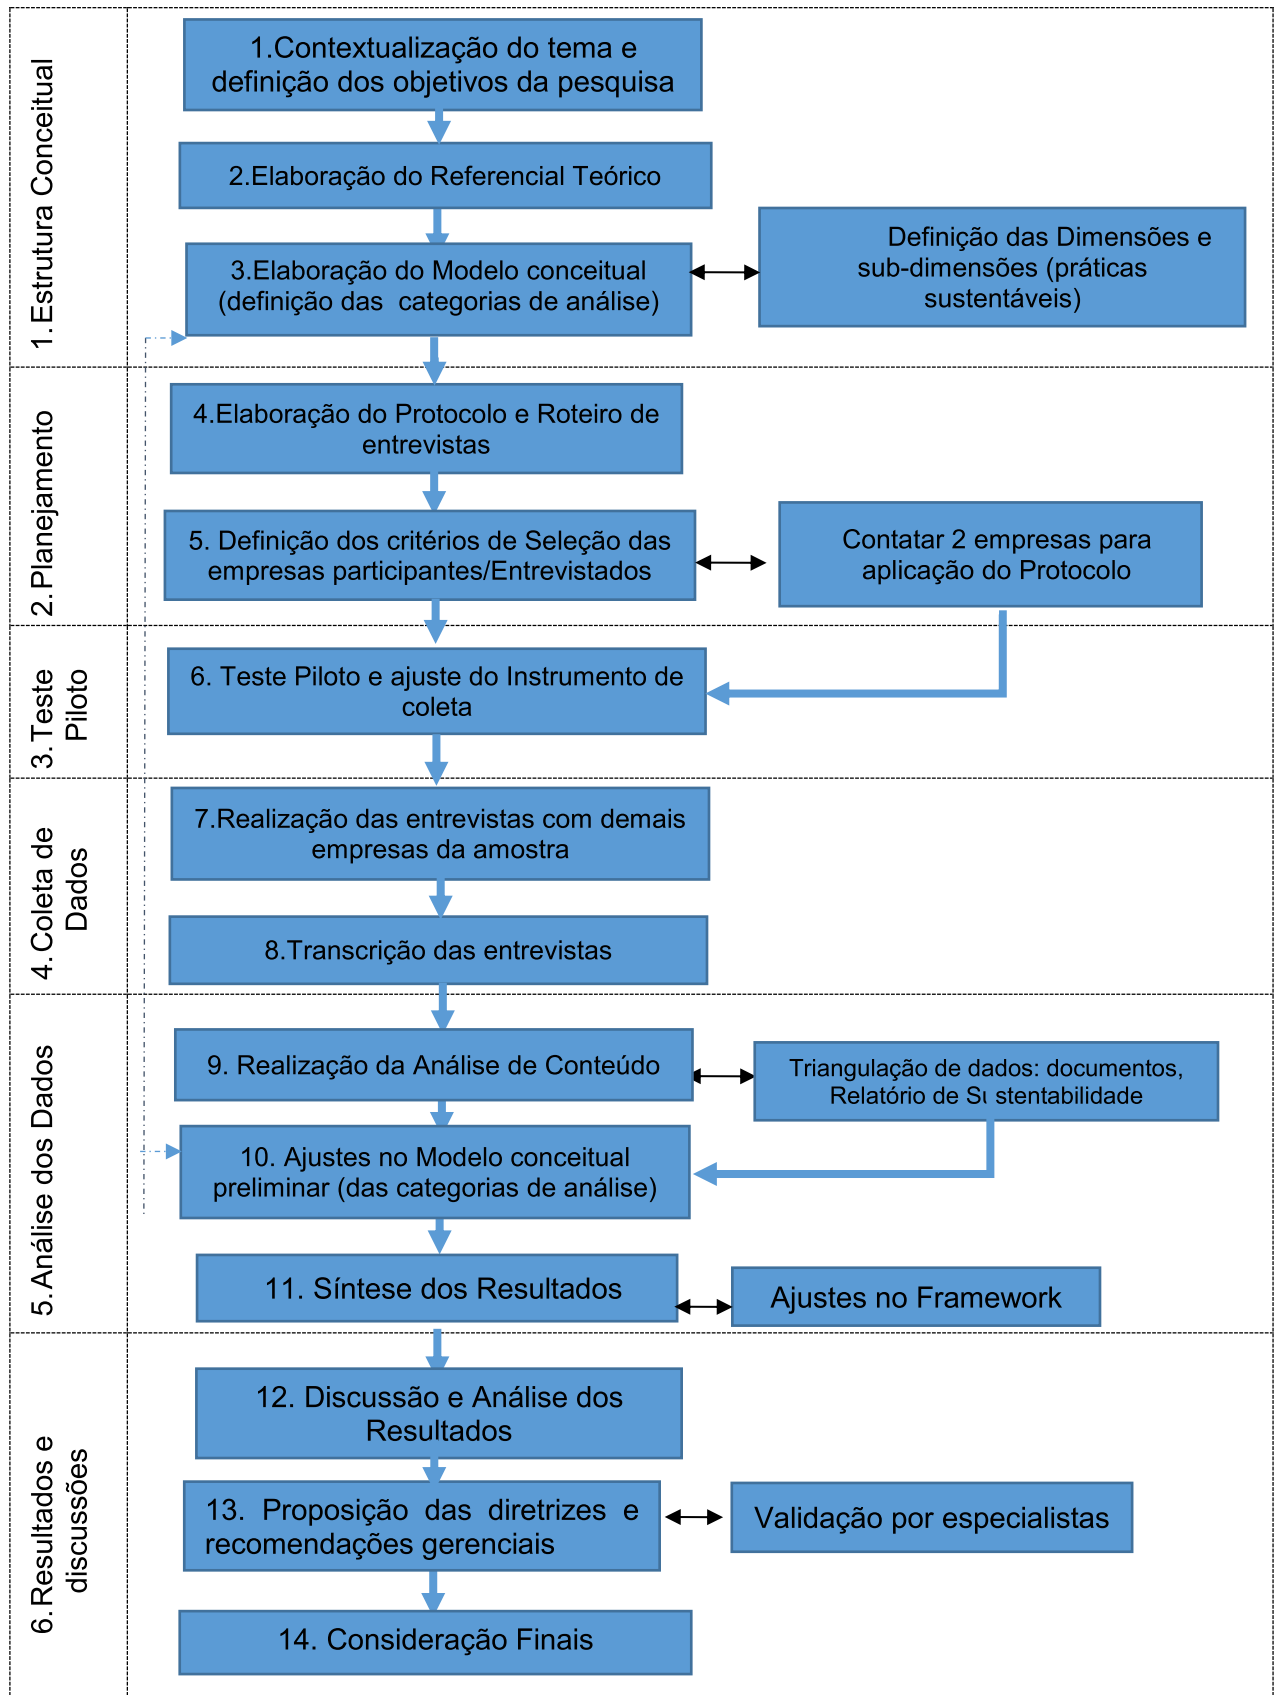 1.Estrutura Conceitual
1.Contextualização do tema e
definição dos objetivos da pesquisa
2.Elaboração do Referencial Teórico
3.Elaboração do Modelo conceitual
(definição das categorias de análise)
Definição das Dimensões e
sub-dimensões (práticas
sustentáveis)
2.Planejamento
4.Elaboração do Protocolo e Roteiro de
entrevistas
5. Definição dos critérios de Seleção das
empresas participantes/Entrevistados
Contatar 2 empresas para
aplicação do Protocolo
3.Teste
Piloto
6. Teste Piloto e ajuste do Instrumento de
coleta
4.Coleta de
Dados
7.Realização das entrevistas com demais
empresas da amostra
8.Transcrição das entrevistas
5.Análise dos Dados
9. Realização da Análise de Conteúdo
Triangulação de dados: documentos,
Relatório de Sustentabilidade
10. Ajustes no Modelo conceitual
preliminar (das categorias de análise)
11. Síntese dos Resultados
Ajustes no Framework
6.Resultados e
discussões
12. Discussão e Análise dos
Resultados
13. Proposição das diretrizes e
recomendações gerenciais
Validação por especialistas
14. Consideração Finais